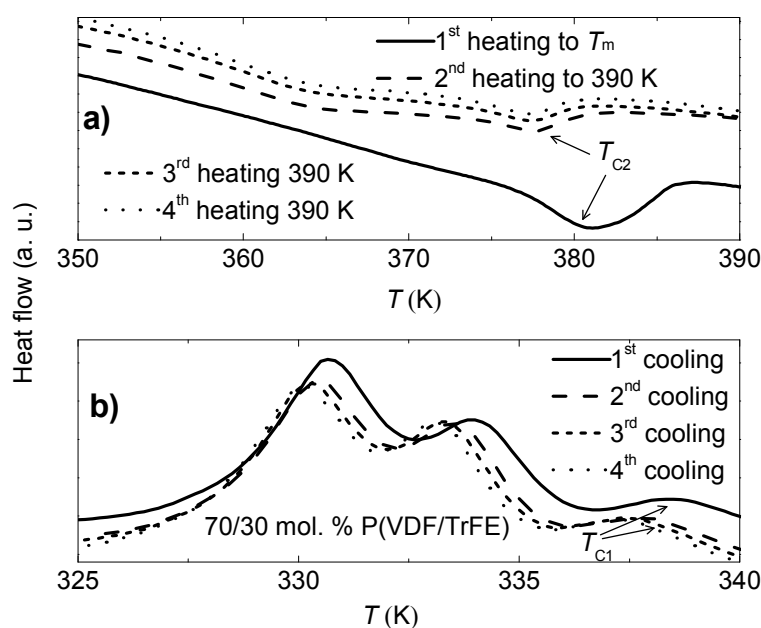 1st heating to Tm
2nd heating to 390 K
a)
TC2
3rd heating 390 K
4th heating 390 K
350 360 370 380 390
T (K)
Heat flow (a. u.)
1st cooling
b)
2nd cooling
3rd cooling
4th cooling
70/30 mol. % P(VDF/TrFE)
TC1
325 330 335 340
T (K)